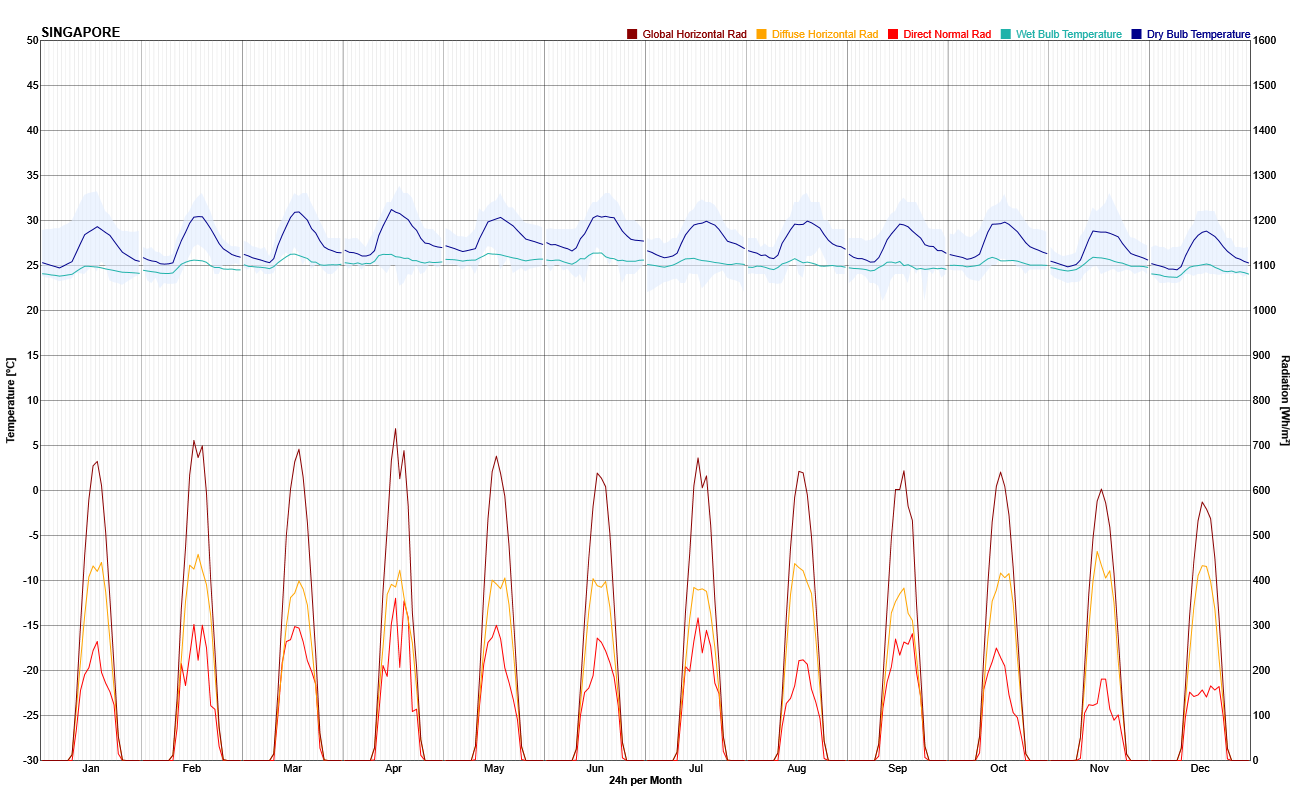 SINGAPORE
Global Horizontal Rad Diffuse Horizontal Rad Direct Normal Rad Wet Bulb Temperature Dry Bulb Temperature
50 1600
45 1500
40 1400
35 1300
30 1200
25 1100
20 1000
15 900
10 800
5 700
0 600
-5 500
-10 400
-15 300
-20 200
-25 100
-30 0
Temperature [°C]
Radiation [Wh/m²]
Jan Feb Mar Apr May Jun Jul Aug Sep Oct Nov Dec
24h per Month